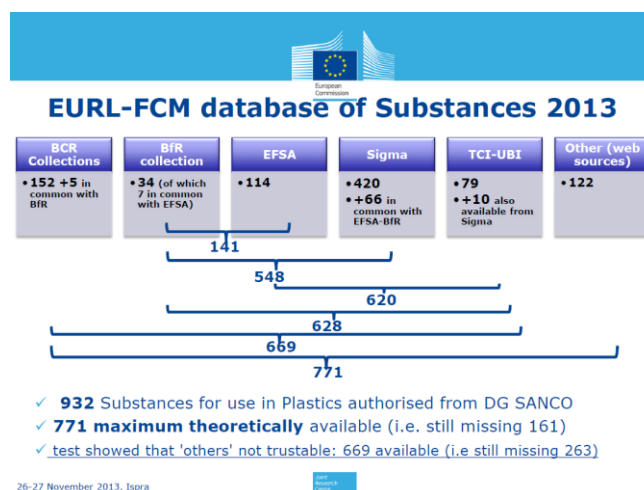 European
Commission
EURL-FCM database of Substances 2013
BCR
Collections
• 152 +5 in
common with
BfR
BfR
collection
• 34 (of which
7 in common
with EFSA)
EFSA
• 114
Sigma
• 420
• +66 in
common with
EFSA-BfR
TCI-UBI
• 79
• +10 also
available from
Sigma
Other (web
sources)
• 122
141
548
620
628
669
771
✓ 932 Substances for use in Plastics authorised from DG SANCO
✓ 771 maximum theoretically available (i.e. still missing 161)
✓ test showed that 'others' not trustable: 669 available (i.e still missing 263)
26-27 November 2013, Ispra
Joint
Research
Centre